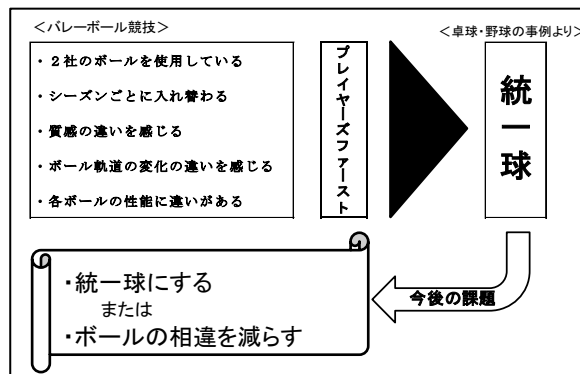 ＜バレーボール競技＞
・２社のボールを使用している
・シーズンごとに入れ替わる
・質感の違いを感じる
・ボール軌道の変化の違いを感じる
・各ボールの性能に違いがある
プレイヤーズファースト
＜卓球・野球の事例より＞
統一球
今後の課題
・統一球にする
または
・ボールの相違を減らす